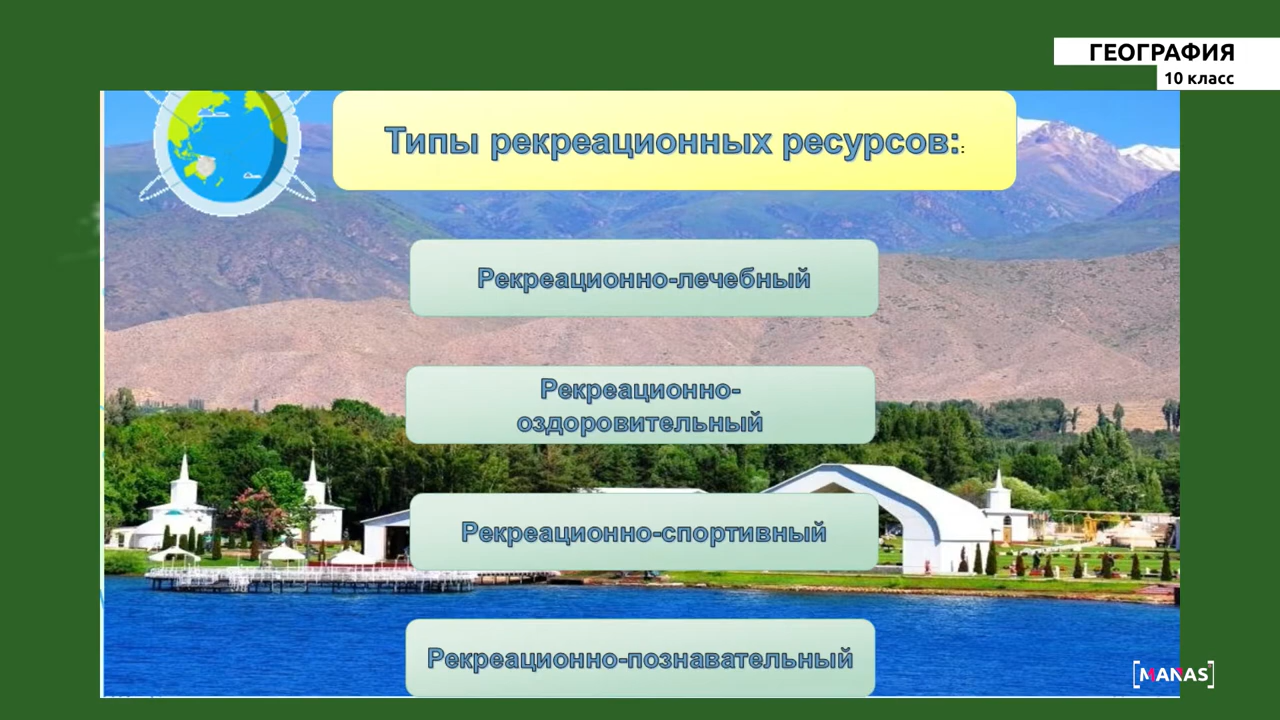 ГЕОГРАФИЯ
10 класс
Типы рекреационных ресурсов::
Рекреационно-лечебный
Рекреационно-
оздоровительный
Рекреационно-спортивный
Рекреационно-познавательный
[MANAS]